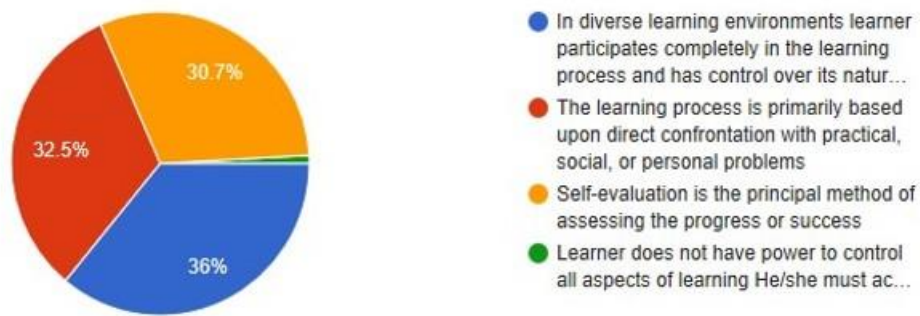 30.7%
32.5%
36%
In diverse learning environments learner
participates completely in the learning
process and has control over its natur...
The learning process is primarily based
upon direct confrontation with practical,
social, or personal problems
Self-evaluation is the principal method of
assessing the progress or success
Learner does not have power to control
all aspects of learning He/she must ac...